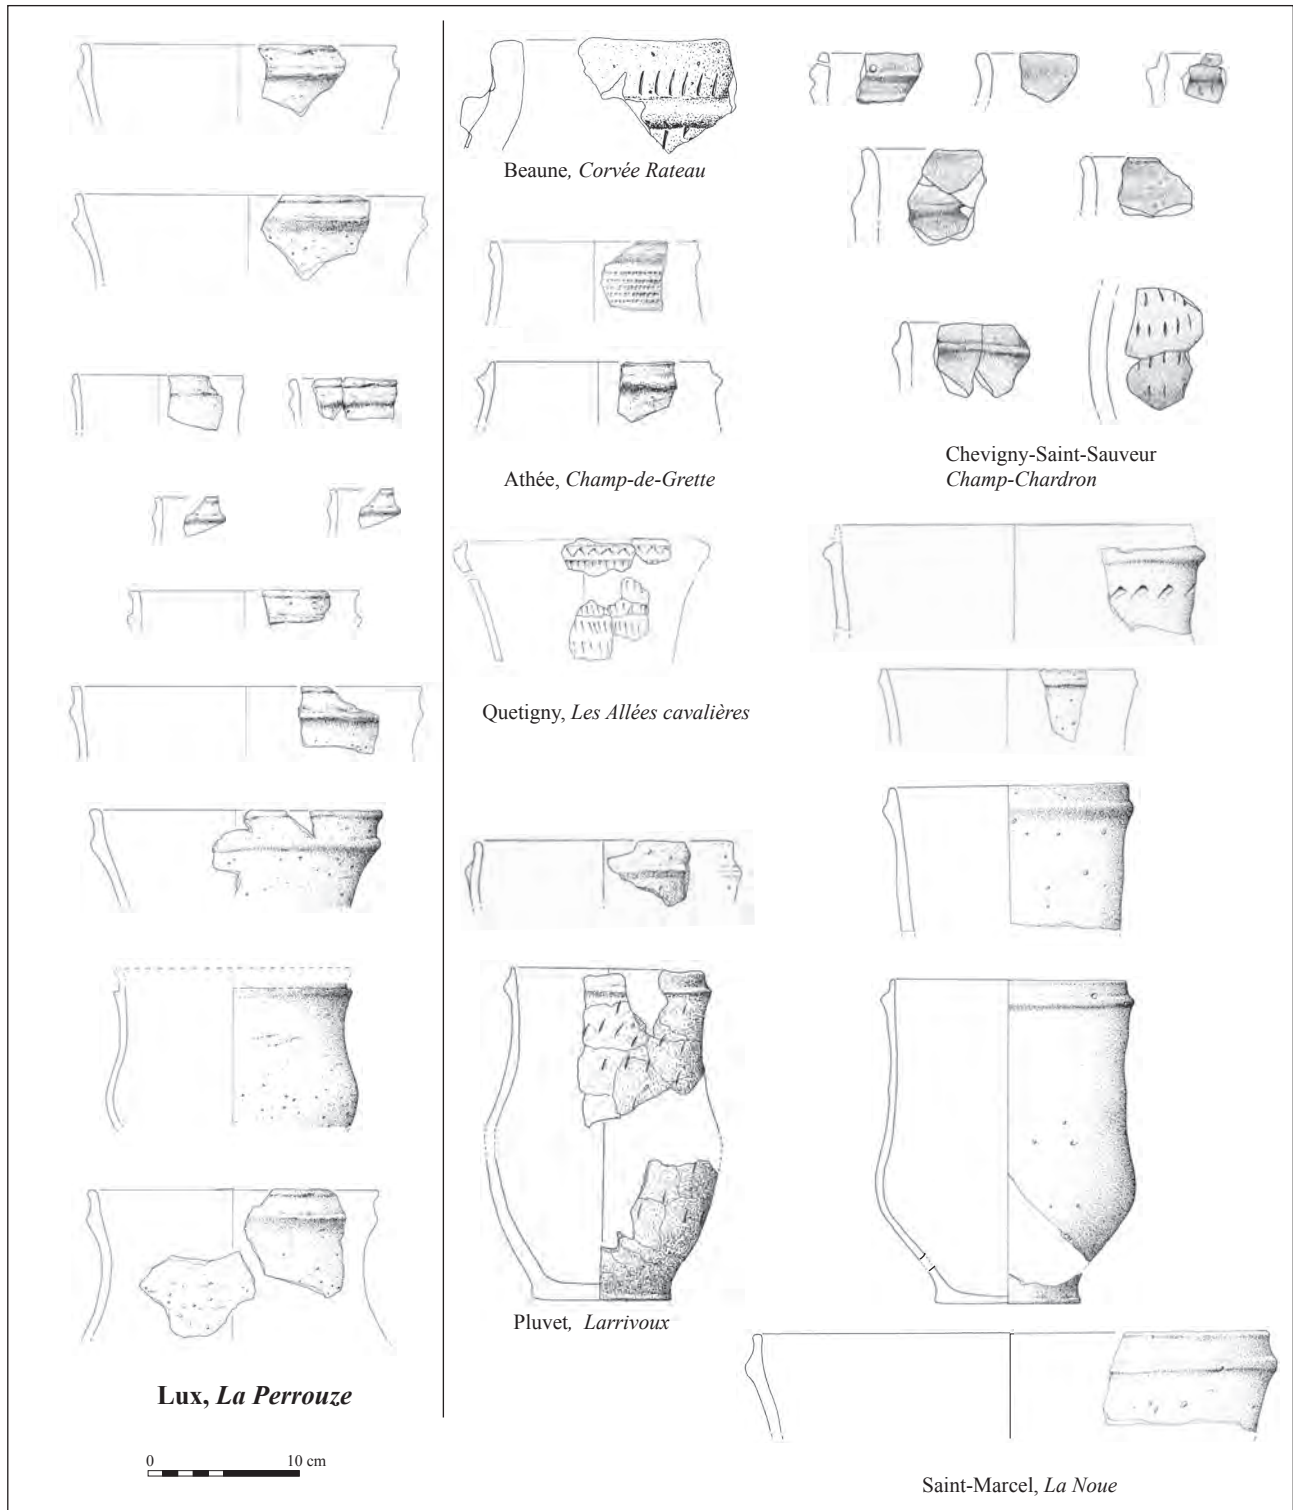 Beaune, Corvée Rateau
Athée, Champ-de-Grette
Chevigny-Saint-Sauveur
Champ-Chardron
Quetigny, Les Allées cavalières
Pluvet, Larrivoux
Lux, La Perrouze
0 10 cm
Saint-Marcel, La Noue